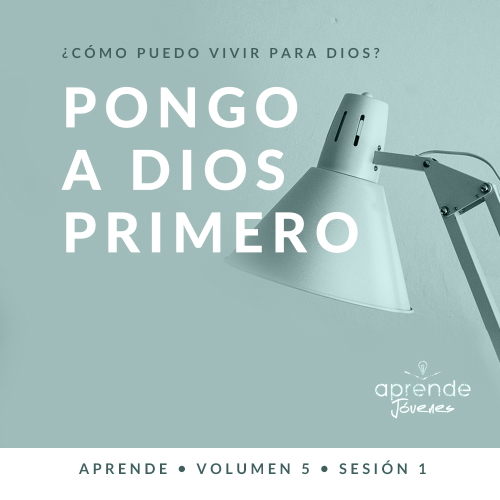 ¿CÓMO PUEDO VIVIR PARA DIOS?
PONGO
A DIOS
PRIMERO
aprende
Jóvenes
APRENDE • VOLUMEN 5 • SESIÓN 1